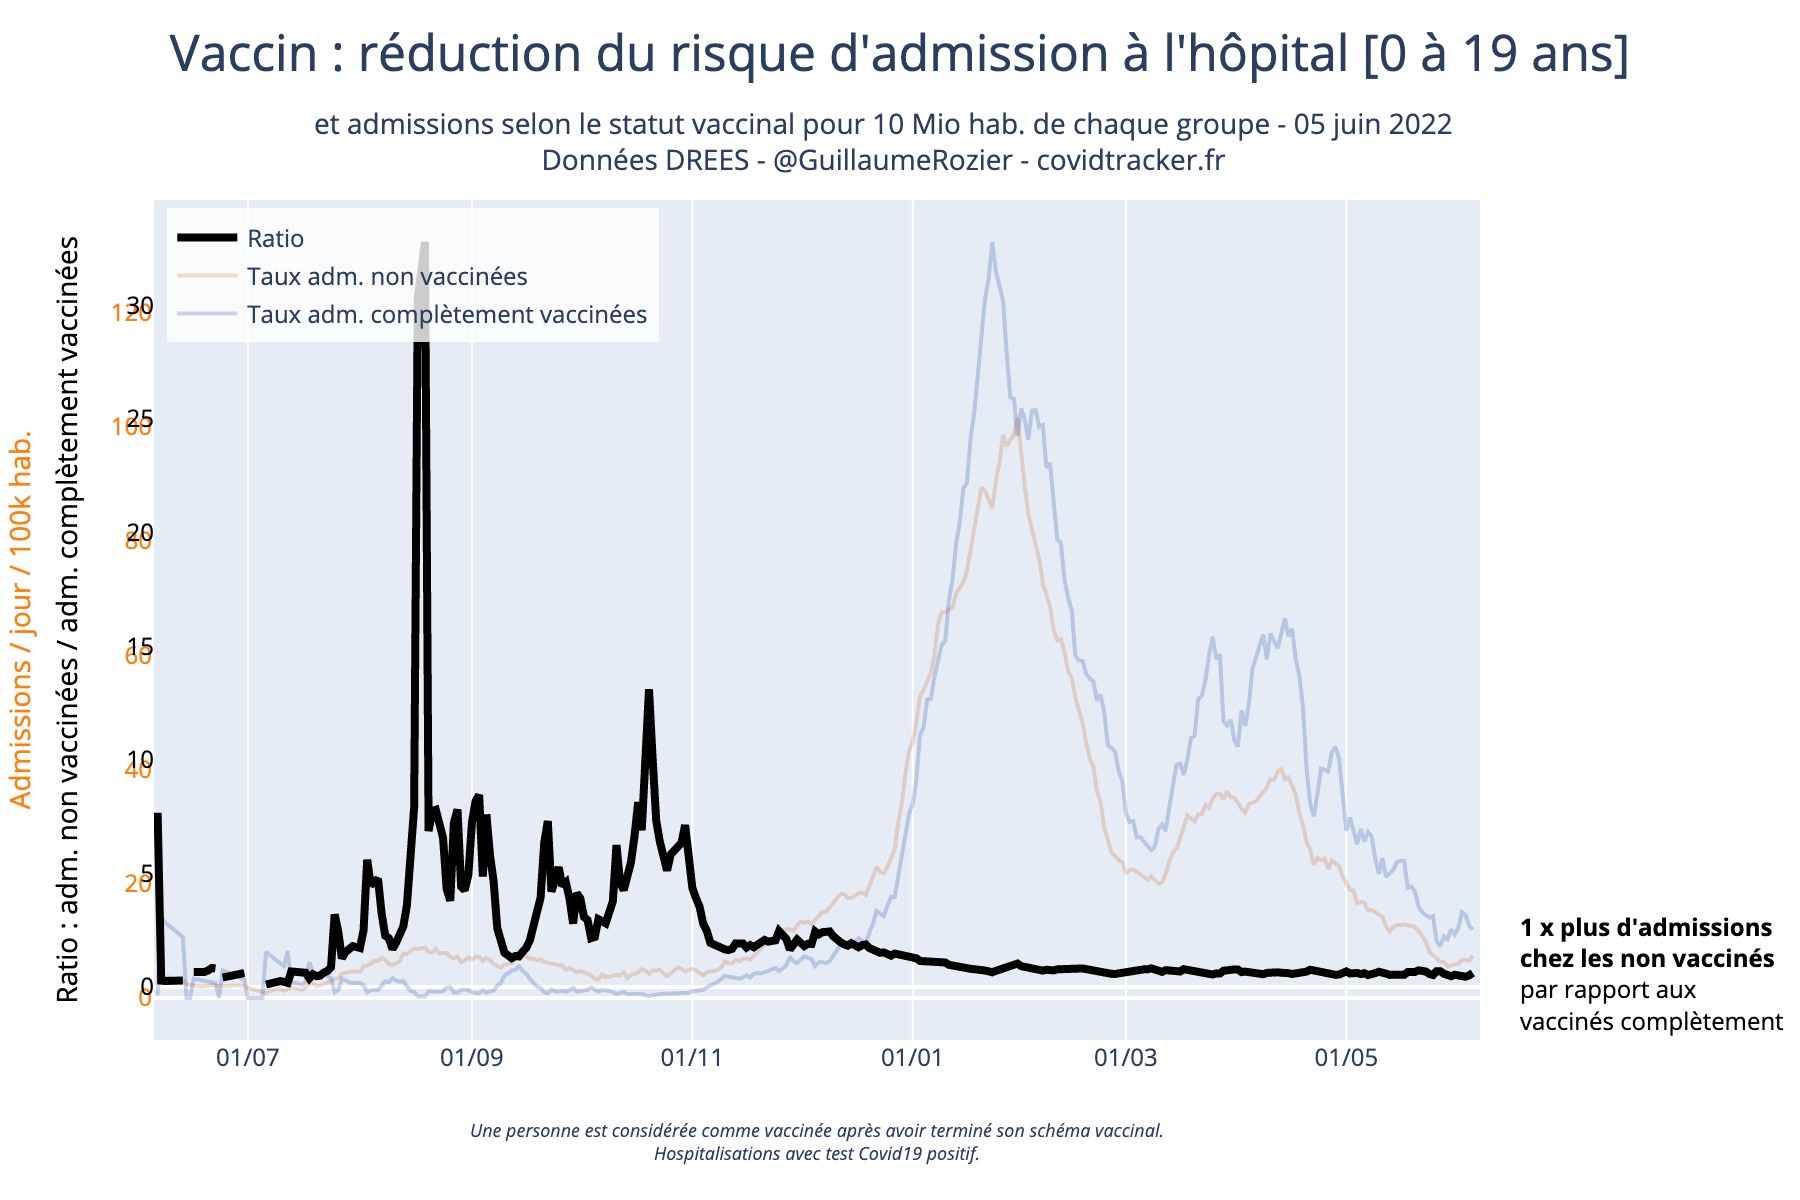 Vaccin : réduction du risque d'admission à l'hôpital [0 à 19 ans]
et admissions selon le statut vaccinal pour 10 Mio hab. de chaque groupe - 05 juin 2022
Données DREES - @GuillaumeRozier - covidtracker.fr
Ratio
Taux adm. non vaccinées
Taux adm. complètement vaccinées
Admissions / jour / 100k hab.
Ratio : adm. non vaccinées / adm. complètement vaccinées
120
100
80
60
40
20
0
30
25
20
15
10
5
0
01/07
01/09
01/11
01/01
01/03
01/05
1 x plus d'admissions
chez les non vaccinés
par rapport aux
vaccinés complètement
Une personne est considérée comme vaccinée après avoir terminé son schéma vaccinal.
Hospitalisations avec test Covid19 positif.